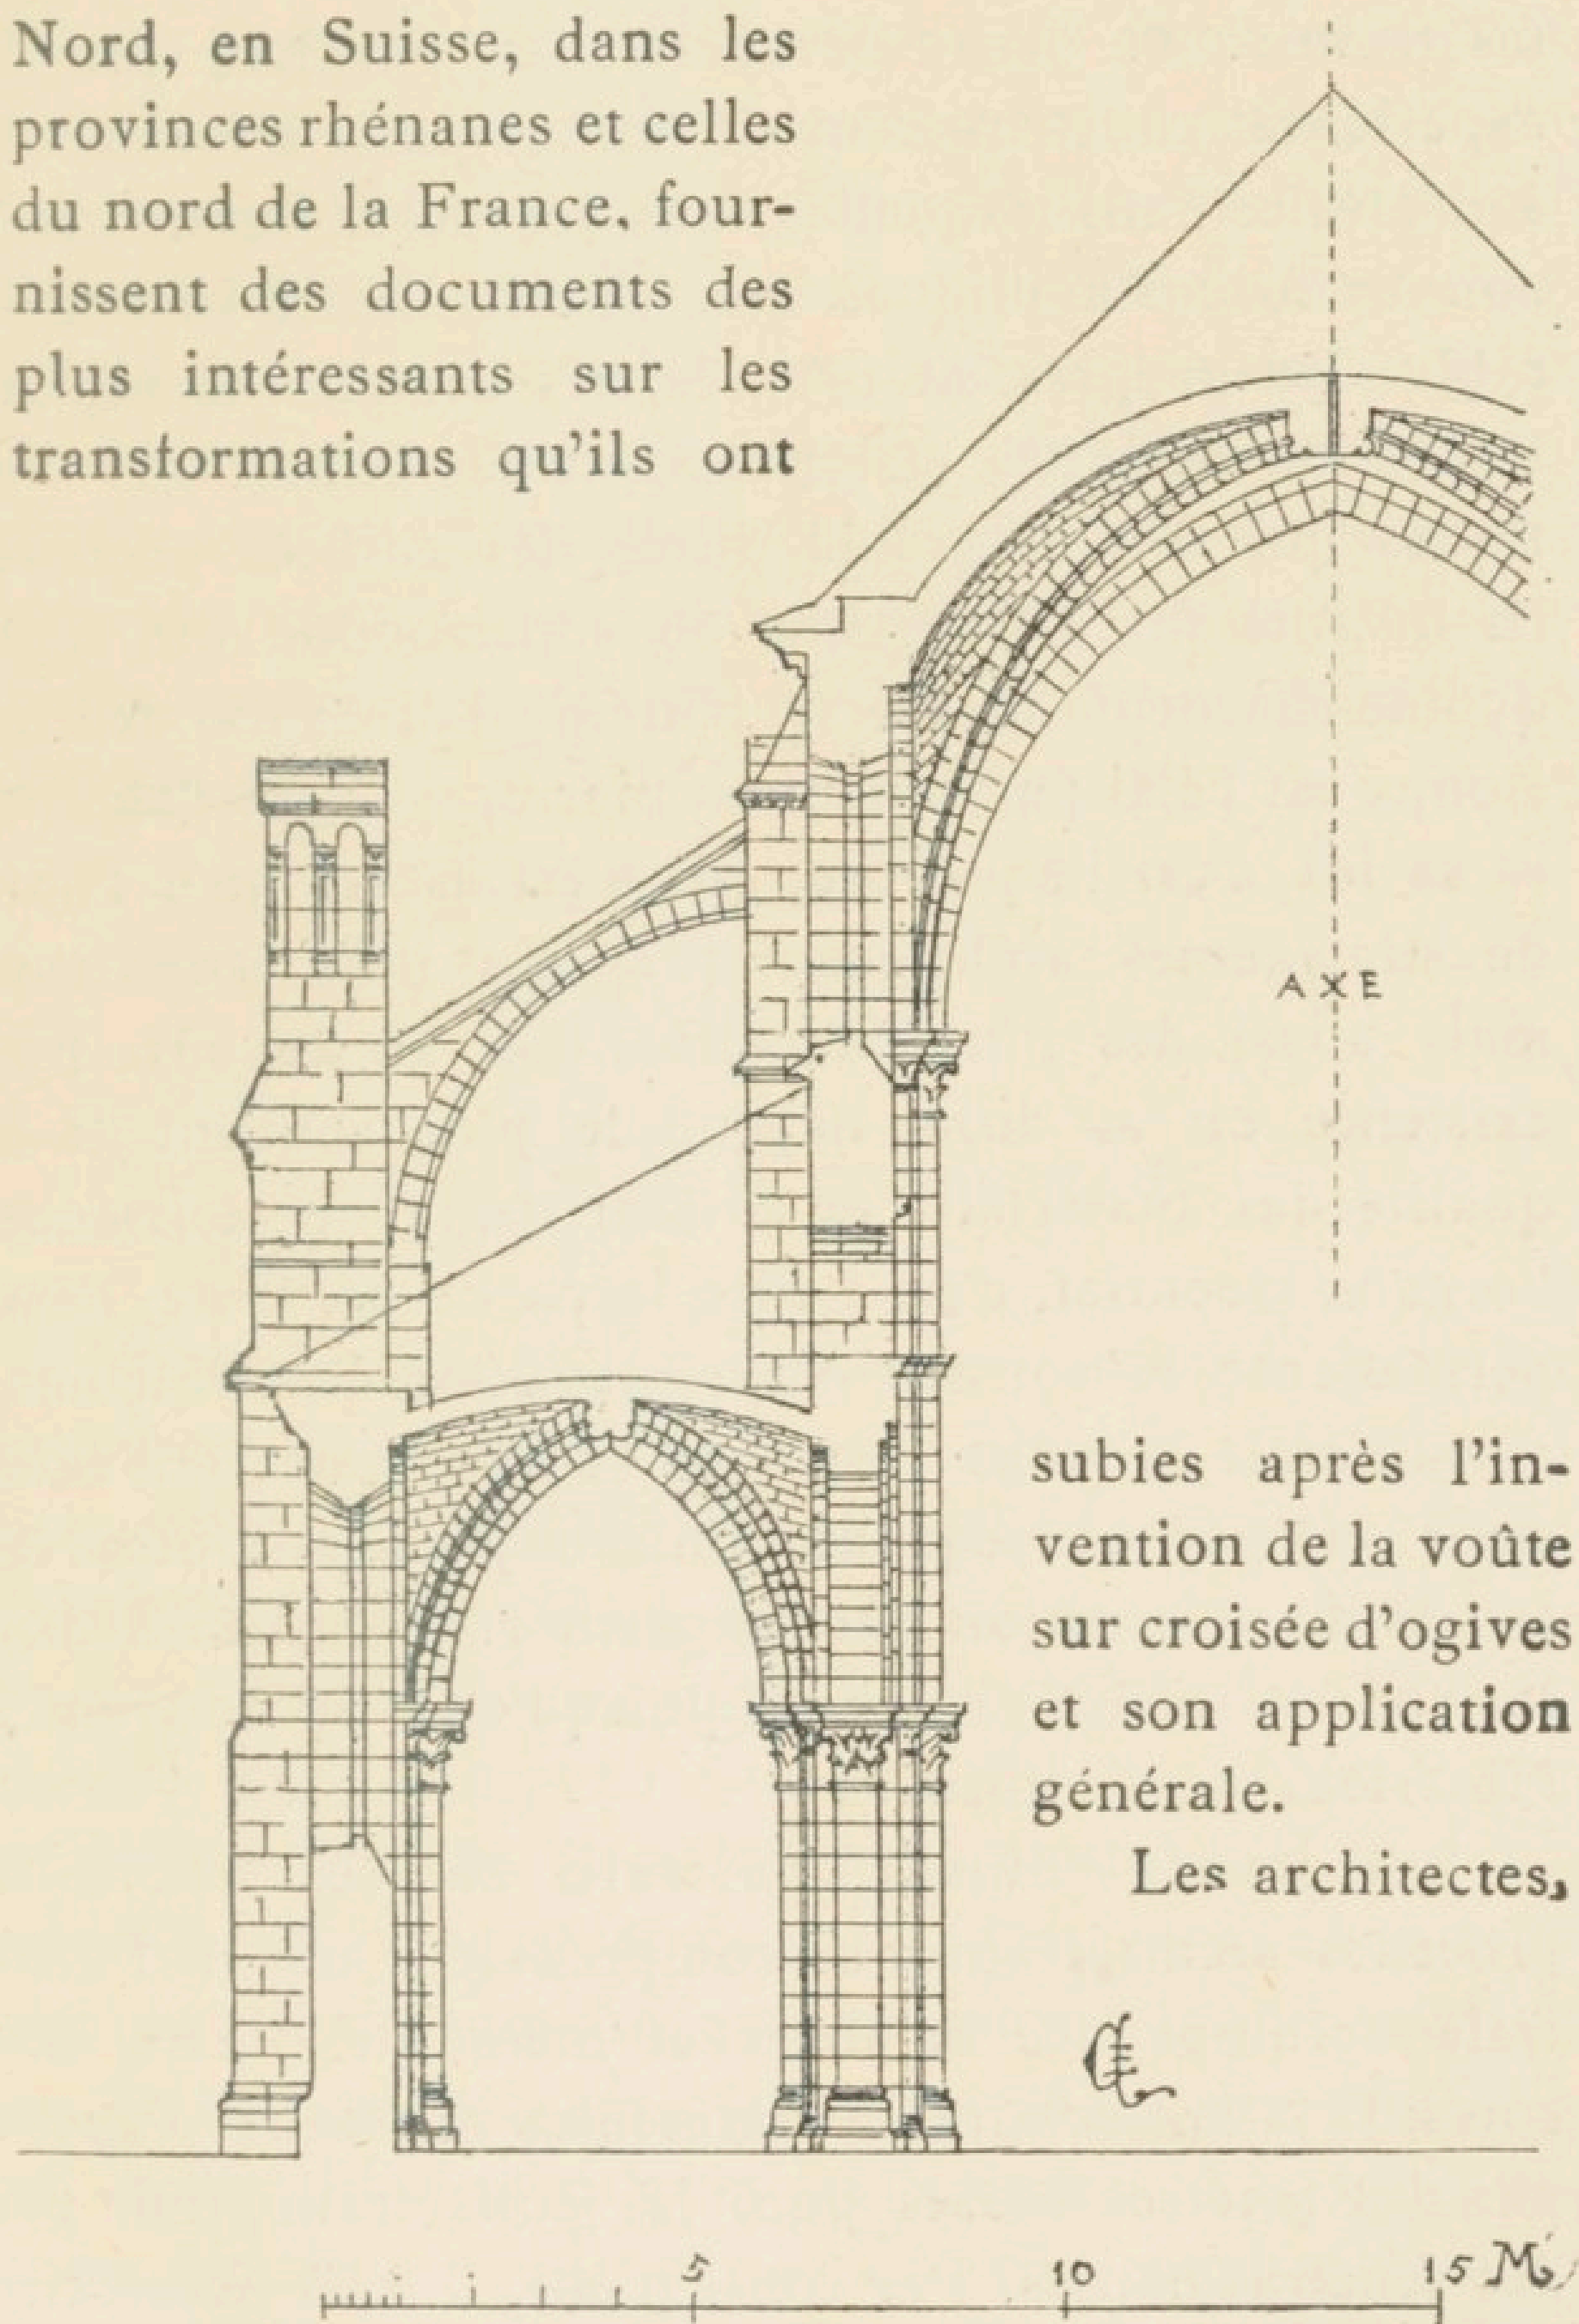 Nord, en Suisse, dans les
provinces rhénanes et celles
du nord de la France, four-
nissent des documents des
plus intéressants sur les
transformations qu'ils ont
AXE
subies après l'in-
vention de la voûte
sur croisée d'ogives
et son application
générale.
Les architectes,
5 10 15 M